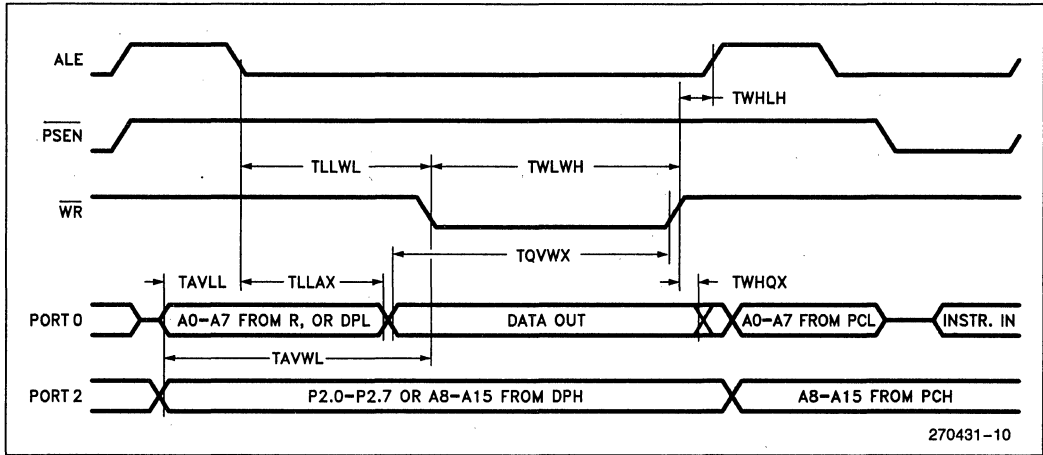 ALE
TWHLH
PSEN
TLLWL
TWLWH
WR
TQVWX
TAVLL
TLLAX
TWHQX
PORT 0
A0-A7 FROM R, OR DPL
DATA OUT
A0-A7 FROM PCL
INSTR. IN
TAVWL
PORT 2
P2.0-P2.7 OR A8-A15 FROM DPH
A8-A15 FROM PCH
270431-10